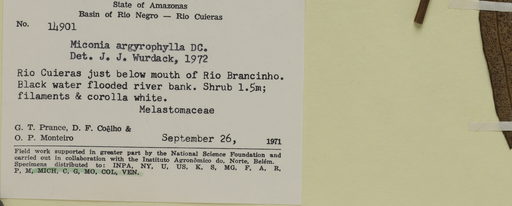 State of Amazonas
Basin of Rio Negro — Rio Cuieras
No. 14901
Miconia argyrophylla DC.
Det. J. J. Wurdack, 1972
Rio Cuieras just below mouth of Rio Brancinho.
Black water flooded river bank. Shrub 1.5m;
filaments & corolla white.
Melastomaceae
G. T. Prance, D. F. Coêlho &
O. P. Monteiro September 26, 1971
Field work supported in greater part by the National Science Foundation and
carried out in collaboration with the Instituto Agronômico do. Norte, Belém.
Specimens distributed to: INPA, NY, U, US, K, S, MG, F, A, R,
P, M, MICH, C, G, MO, COL, VEN.